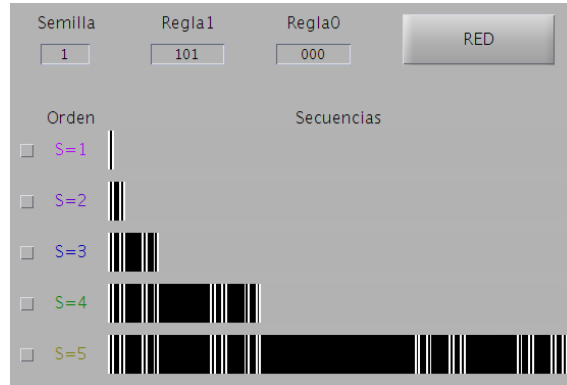 Semilla Regla1 Regla0
1 101 000 RED
Orden Secuencias
S=1
S=2
S=3
S=4
S=5